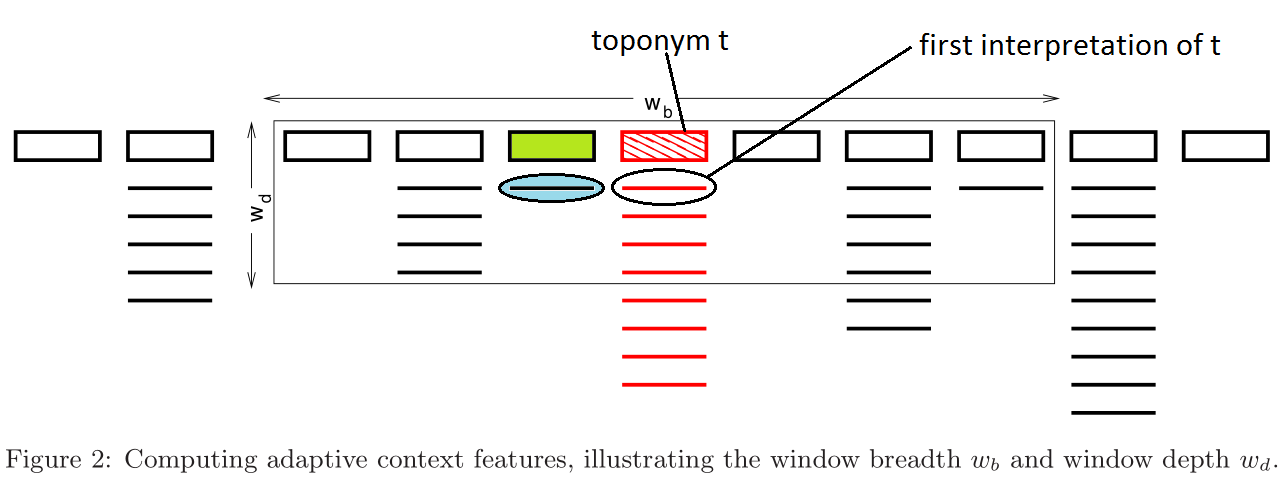 toponym t
first interpretation of t
w_b
w_d
Figure 2: Computing adaptive context features, illustrating the window breadth w_b and window depth w_d.